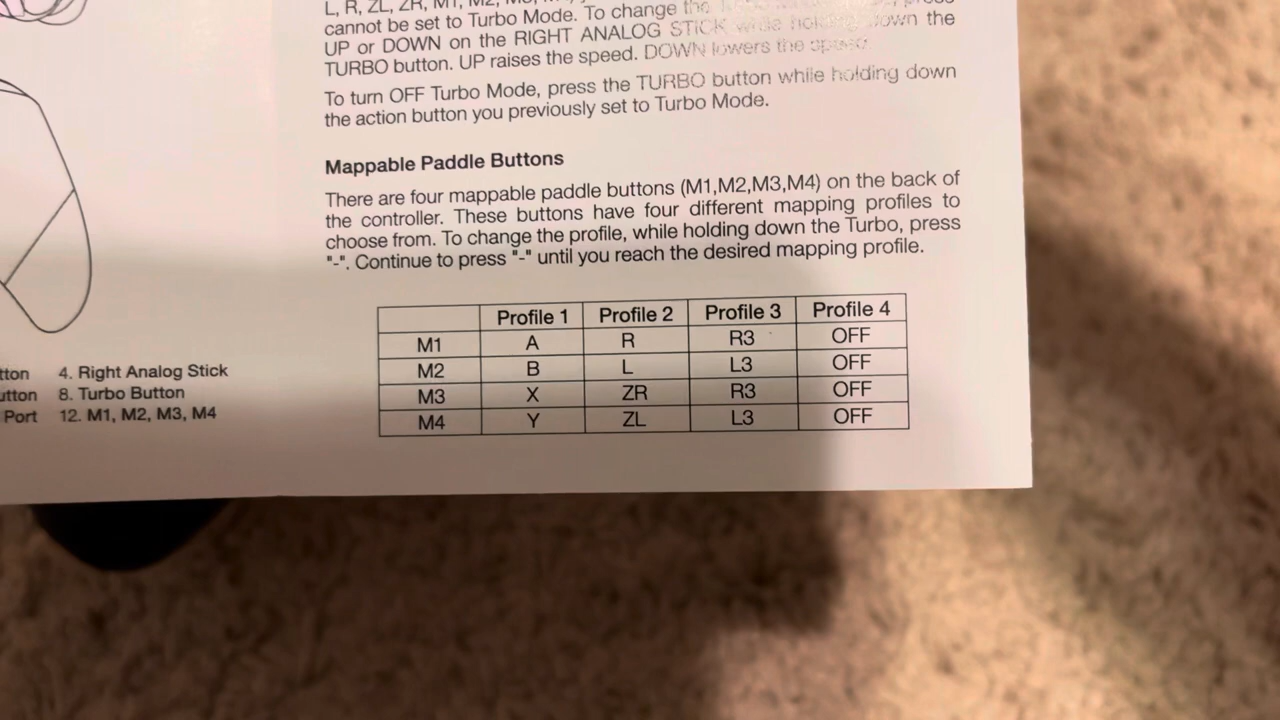 L, R, ZL, ZR, M1, M2,
cannot be set to Turbo Mode. To change the
UP or DOWN on the RIGHT ANALOG STICK while holding down the
TURBO button. UP raises the speed. DOWN lowers the speed.
To turn OFF Turbo Mode, press the TURBO button while holding down
the action button you previously set to Turbo Mode.
Mappable Paddle Buttons
There are four mappable paddle buttons (M1,M2,M3,M4) on the back of
the controller. These buttons have four different mapping profiles to
choose from. To change the profile, while holding down the Turbo, press
"-". Continue to press "-" until you reach the desired mapping profile.
Profile 1 Profile 2 Profile 3 Profile 4
M1 A R R3 OFF
M2 B L L3 OFF
M3 X ZR R3 OFF
M4 Y ZL L3 OFF
4. Right Analog Stick
8. Turbo Button
Port 12. M1, M2, M3, M4